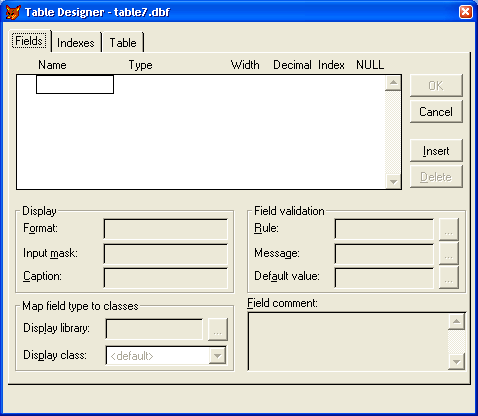 Table Designer - table7.dbf
Fields Indexes Table
Name Type Width Decimal Index NULL
OK
Cancel
Insert
Delete
Display
Format:
Input mask:
Caption:
Field validation
Rule: ...
Message: ...
Default value: ...
Map field type to classes
Display library: ...
Display class: <default>
Field comment: